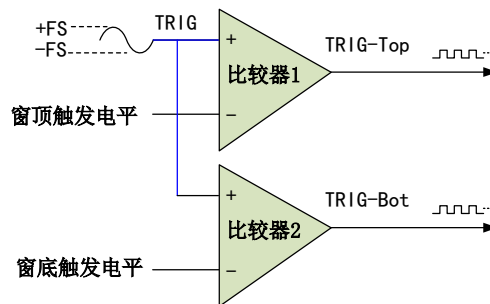 +FS
-FS
TRIG
+
比较器1
-
TRIG-Top
窗顶触发电平
+
比较器2
-
TRIG-Bot
窗底触发电平